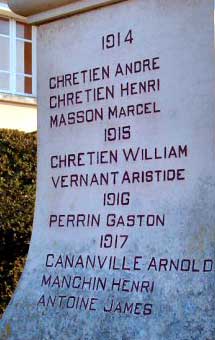 1914
CHRETIEN ANDRE
CHRETIEN HENRI
MASSON MARCEL
1915
CHRETIEN WILLIAM
VERNANT ARISTIDE
1916
PERRIN GASTON
1917
CANANVILLE ARNOLD
MANCHIN HENRI
ANTOINE JAMES